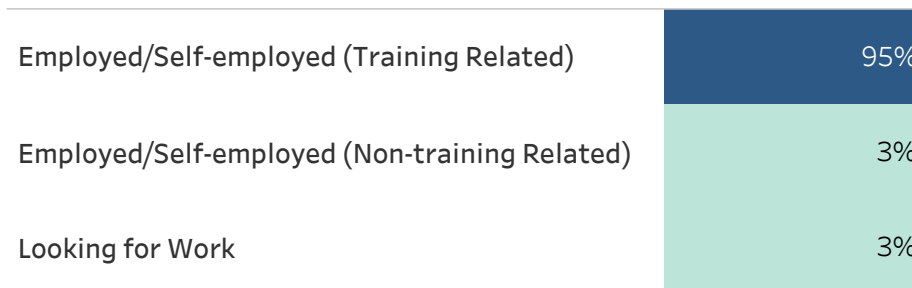 Employed/Self-employed (Training Related) 95%
Employed/Self-employed (Non-training Related) 3%
Looking for Work 3%